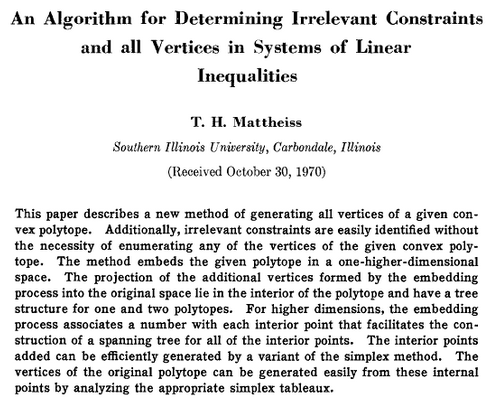 An Algorithm for Determining Irrelevant Constraints
and all Vertices in Systems of Linear
Inequalities
T. H. Mattheiss
Southern Illinois University, Carbondale, Illinois
(Received October 30, 1970)
This paper describes a new method of generating all vertices of a given con-
vex polytope. Additionally, irrelevant constraints are easily identified without
the necessity of enumerating any of the vertices of the given convex poly-
tope. The method embeds the given polytope in a one-higher-dimensional
space. The projection of the additional vertices formed by the embedding
process into the original space lie in the interior of the polytope and have a tree
structure for one and two polytopes. For higher dimensions, the embedding
process associates a number with each interior point that facilitates the con-
struction of a spanning tree for all of the interior points. The interior points
added can be efficiently generated by a variant of the simplex method. The
vertices of the original polytope can be generated easily from these internal
points by analyzing the appropriate simplex tableaux.